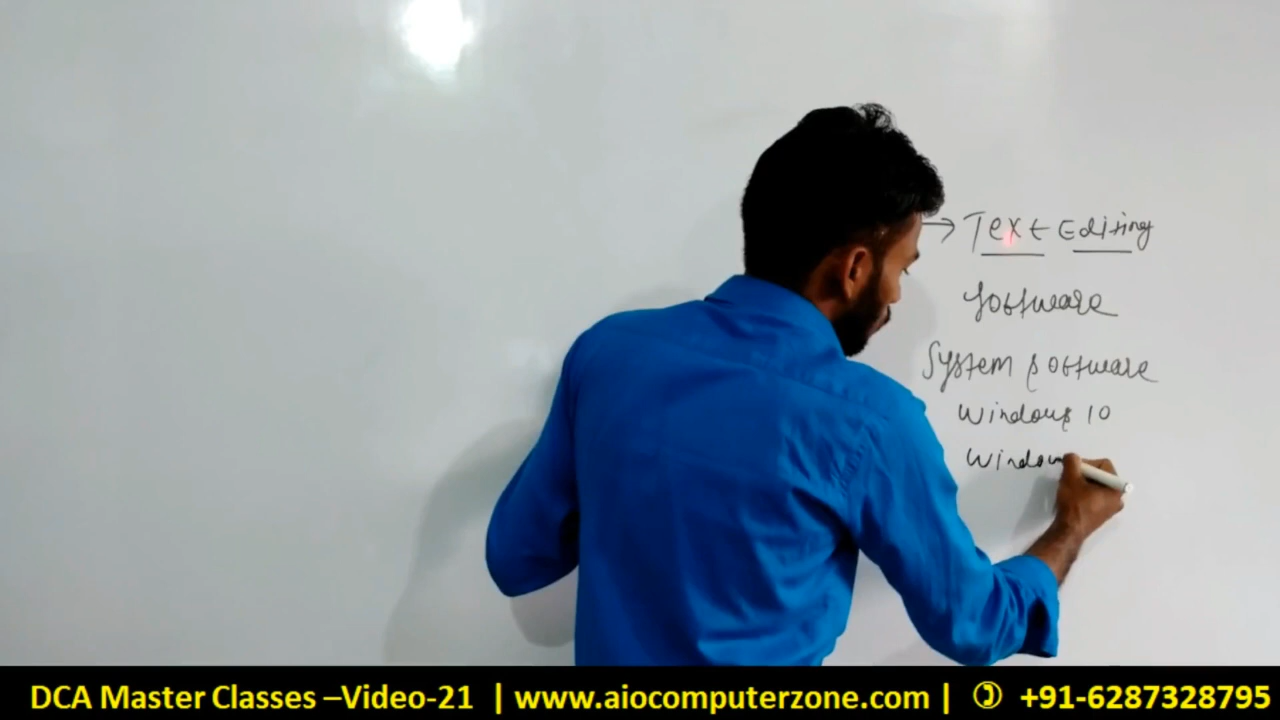 → Text Editing
Software
System Software
Windows 10
Window
DCA Master Classes –Video-21 | www.aiocomputerzone.com | ✆ +91-6287328795